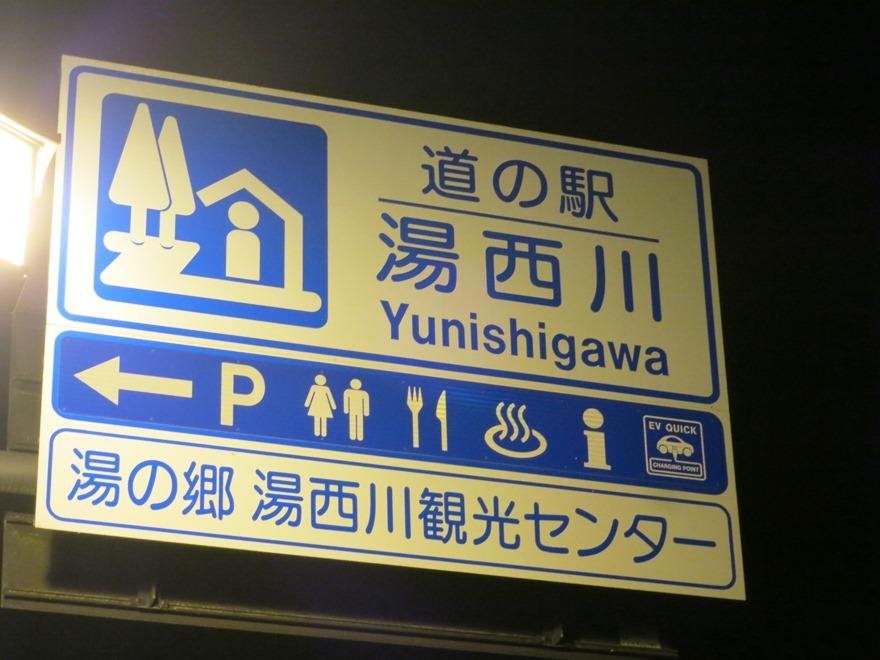 道の駅
湯西川
Yunishigawa
P
EV QUICK
CHARGING POINT
湯の郷 湯西川観光センター